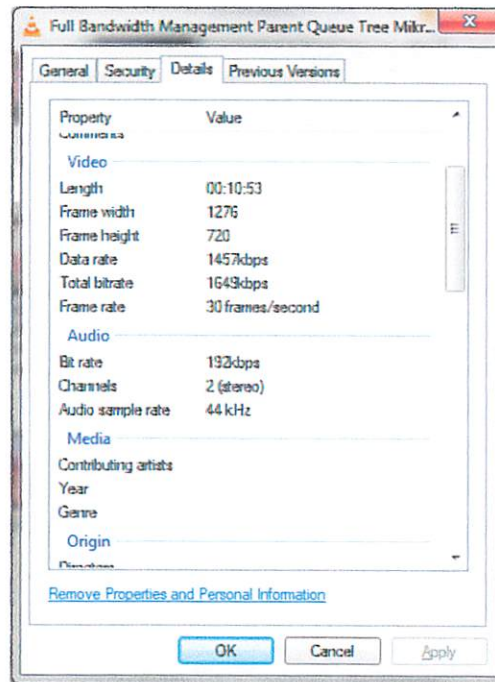 Full Bandwidth Management Parent Queue Tree Mikr...
General Security Details Previous Versions
Property Value
Comments
Video
Length 00:10:53
Frame width 1276
Frame height 720
Data rate 1457kbps
Total bitrate 1649kbps
Frame rate 30 frames/second
Audio
Bit rate 192kbps
Channels 2 (stereo)
Audio sample rate 44 kHz
Media
Contributing artists
Year
Genre
Origin
Directors
Remove Properties and Personal Information
OK Cancel Apply